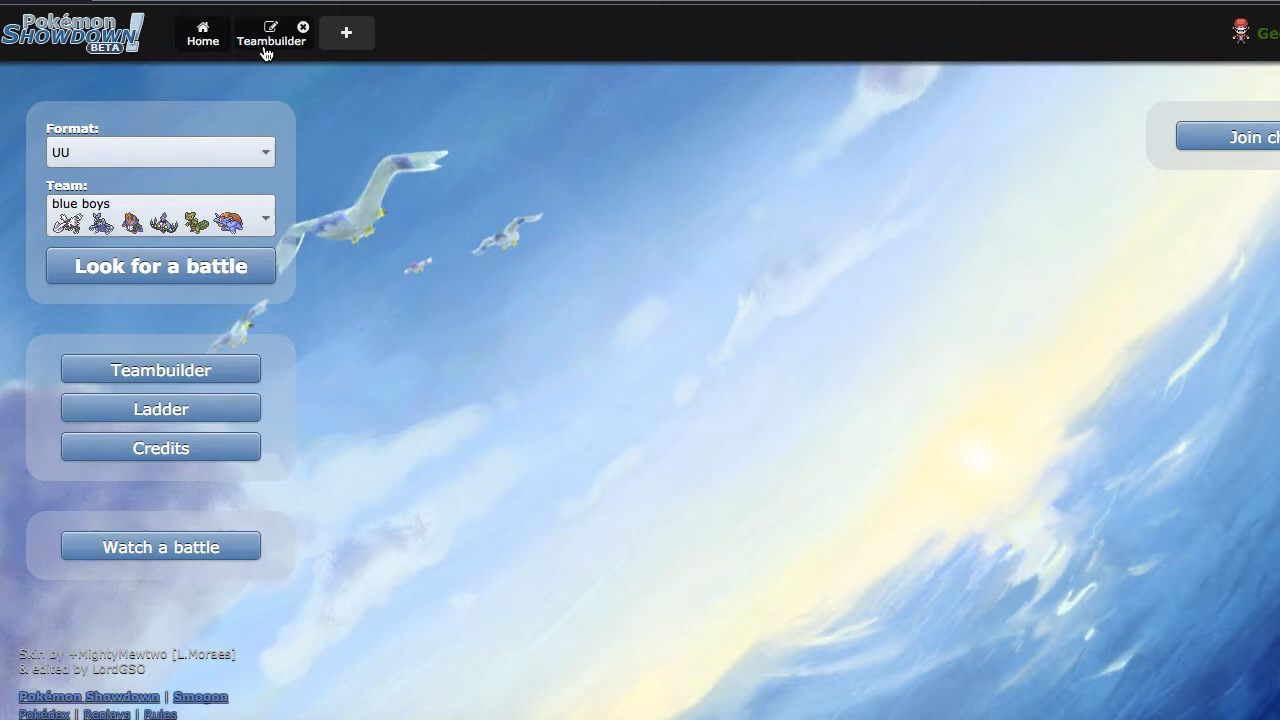 Pokémon
SHOWDOWN!
BETA
Home
Teambuilder
+
Format:
UU
Team:
blue boys
Look for a battle
Teambuilder
Ladder
Credits
Watch a battle
Join ch
Ge
Skin by +MightyMewtwo [L.Moraes]
& edited by LordGSO
Pokémon Showdown | Smogon
Pokédex | Replays | Rules